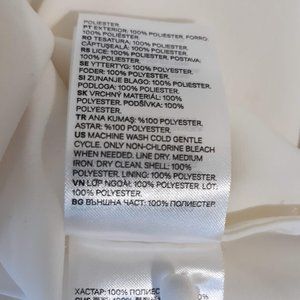 POLIESTER.
PT EXTERIOR: 100% POLIÉSTER, FORRO:
100% POLIÉSTER
RO ȚESATURA: 100% POLIESTER,
CĂPTUȘEALĂ: 100% POLIESTER
RS LICE: 100% POLIESTER, POSTAVA:
100% POLIESTER.
SE YTTERTYG: 100% POLYESTER,
FODER: 100% POLYESTER
SI ZUNANJE BLAGO: 100% POLIESTER,
PODLOGA: 100% POLIESTER.
SK VRCHNÝ MATERIÁL: 100%
POLYESTER, PODŠÍVKA: 100%
POLYESTER.
TR ANA KUMAŞ: %100 POLYESTER,
ASTAR: %100 POLYESTER.
US MACHINE WASH COLD GENTLE
CYCLE. ONLY NON-CHLORINE BLEACH
WHEN NEEDED. LINE DRY. MEDIUM
IRON. DRY CLEAN. SHELL: 100%
POLYESTER, LINING: 100% POLYESTER
VN LỚP NGOÀI: 100% POLYESTER, LÓT:
100% POLYESTER.
BG ВЪНШНА ЧАСТ: 100% ПОЛИЕСТЕР,
ХАСТАР: 100% ПОЛИЕС